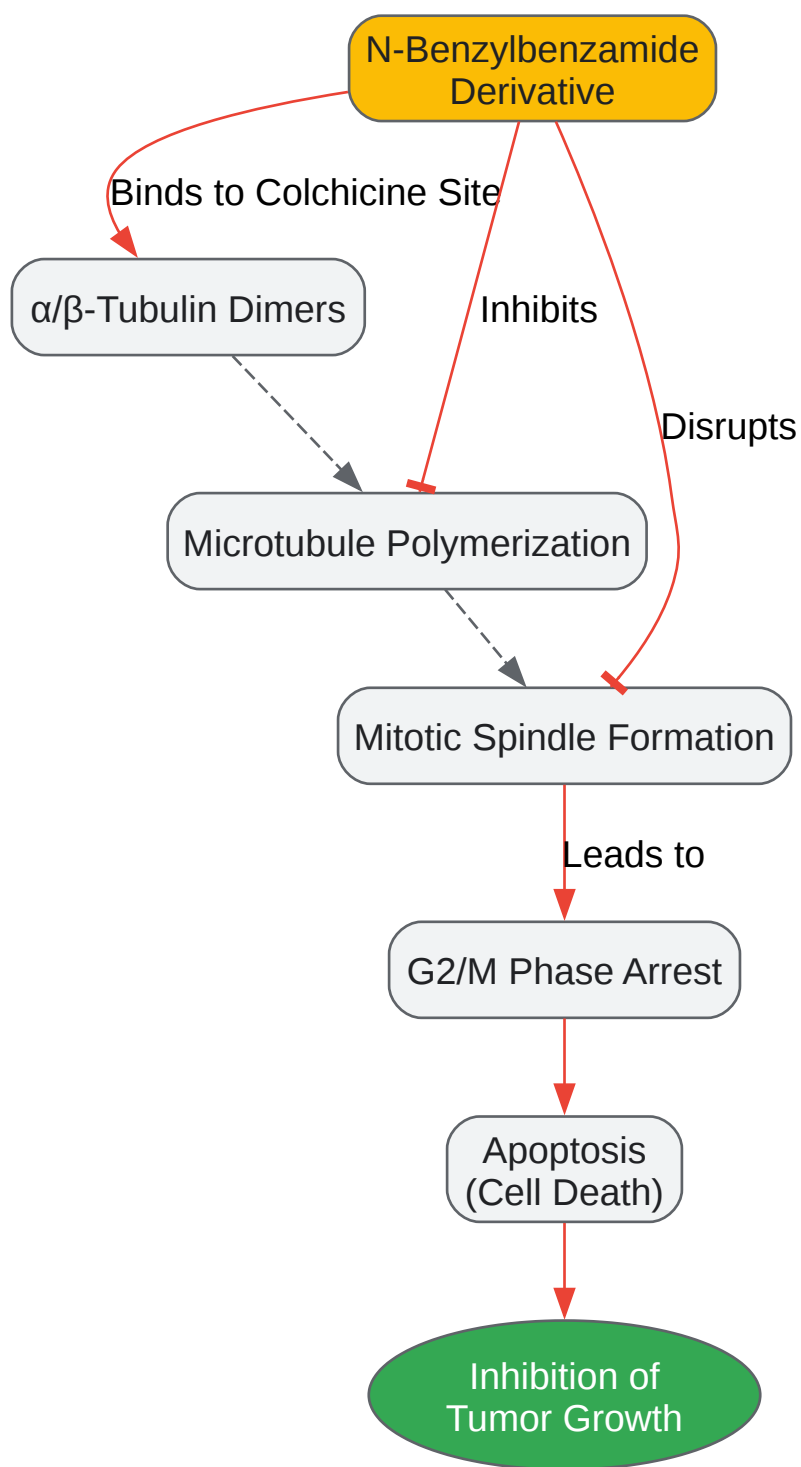 N-Benzylbenzamide
Derivative
Binds to Colchicine Site
α/β-Tubulin Dimers
Inhibits
Disrupts
Microtubule Polymerization
Mitotic Spindle Formation
Leads to
G2/M Phase Arrest
Apoptosis
(Cell Death)
Inhibition of
Tumor Growth